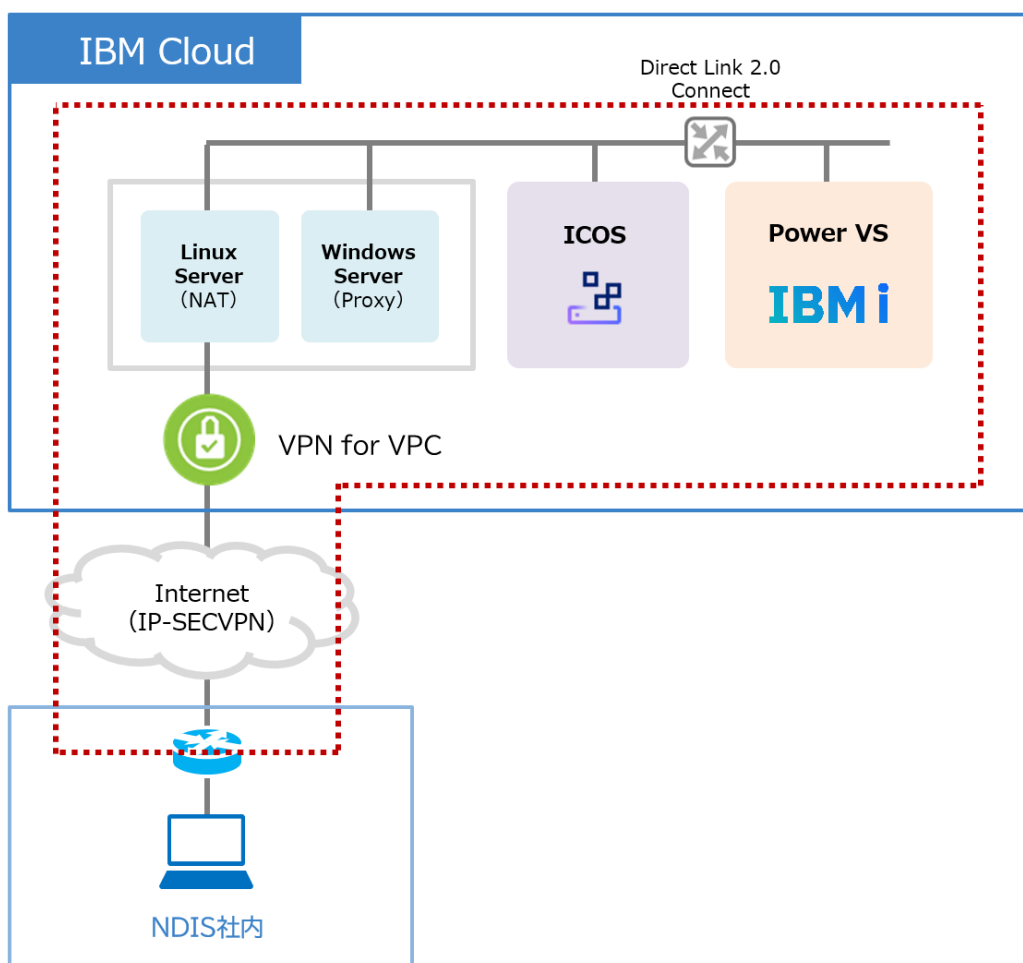 IBM Cloud
Direct Link 2.0
Connect
Linux
Server
（NAT）
Windows
Server
（Proxy）
ICOS
Power VS
IBM i
VPN for VPC
Internet
（IP-SECVPN）
NDIS社内